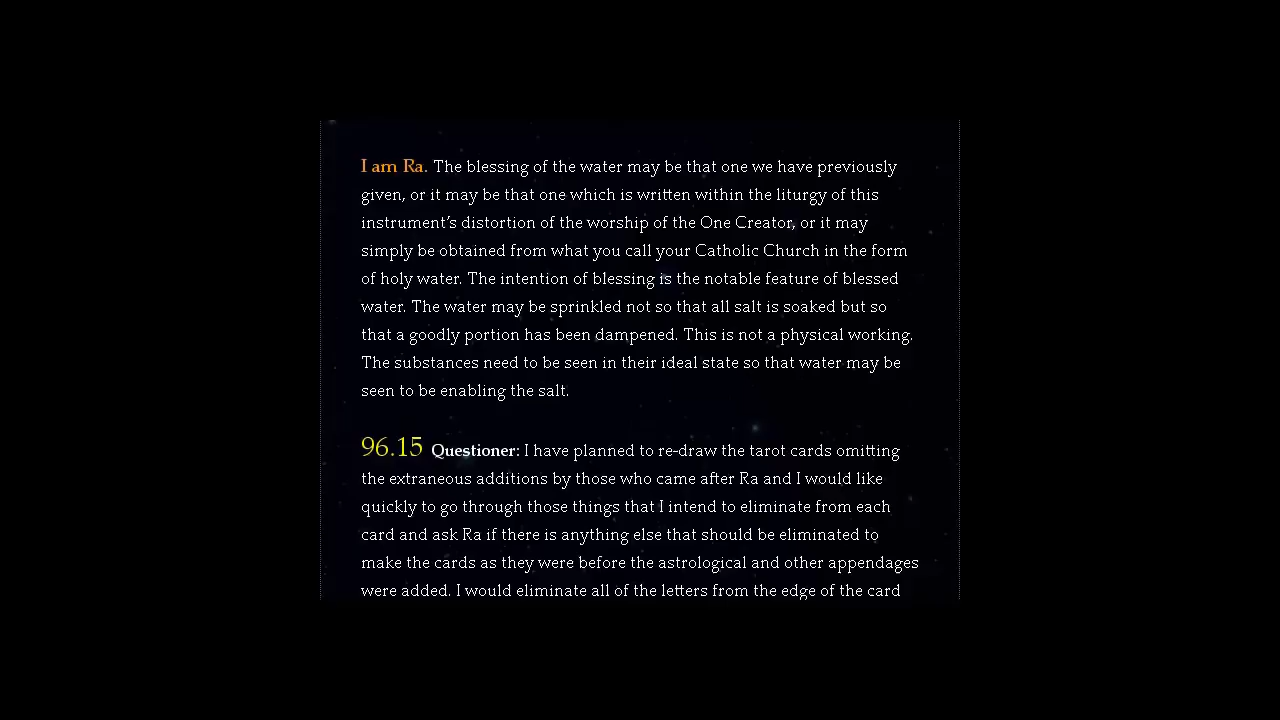 I am Ra. The blessing of the water may be that one we have previously
given, or it may be that one which is written within the liturgy of this
instrument's distortion of the worship of the One Creator, or it may
simply be obtained from what you call your Catholic Church in the form
of holy water. The intention of blessing is the notable feature of blessed
water. The water may be sprinkled not so that all salt is soaked but so
that a goodly portion has been dampened. This is not a physical working.
The substances need to be seen in their ideal state so that water may be
seen to be enabling the salt.
96.15 Questioner: I have planned to re-draw the tarot cards omitting
the extraneous additions by those who came after Ra and I would like
quickly to go through those things that I intend to eliminate from each
card and ask Ra if there is anything else that should be eliminated to
make the cards as they were before the astrological and other appendages
were added. I would eliminate all of the letters from the edge of the card